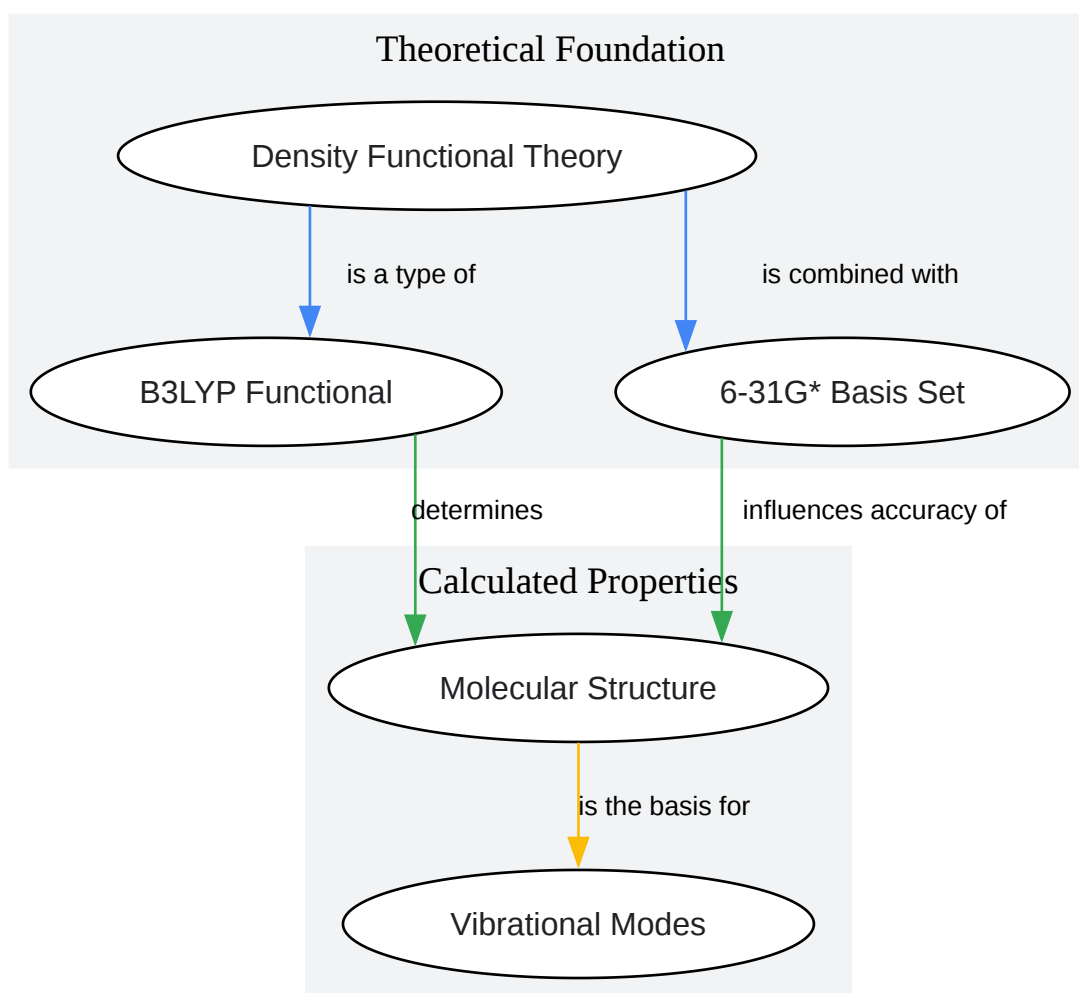 Theoretical Foundation
Density Functional Theory
is a type of
is combined with
B3LYP Functional
6-31G* Basis Set
determines
influences accuracy of
Calculated Properties
Molecular Structure
is the basis for
Vibrational Modes